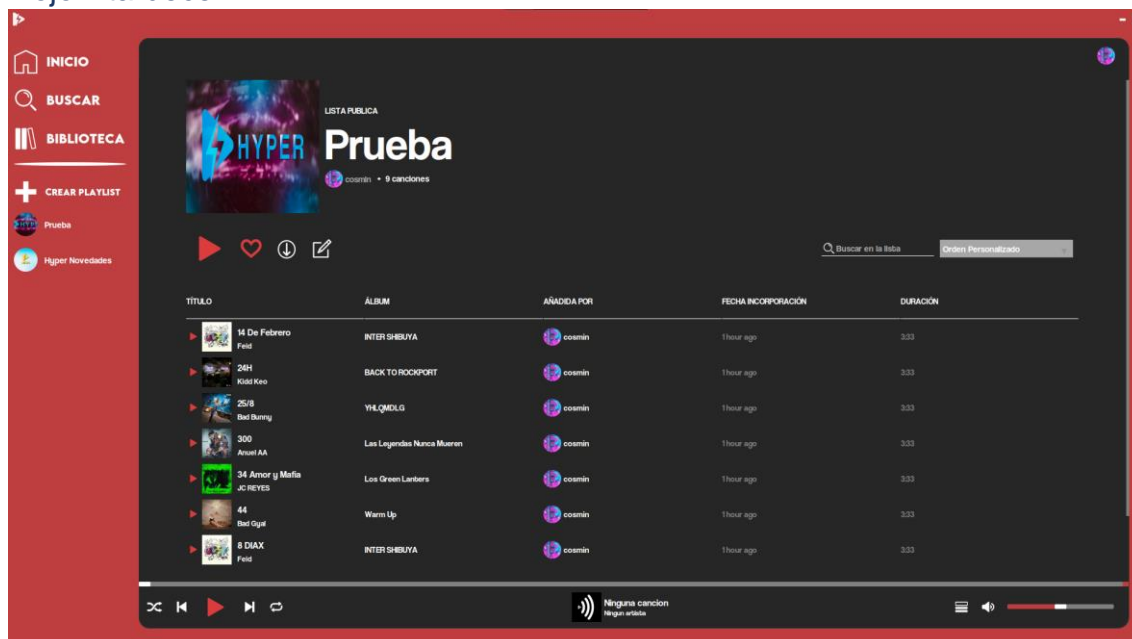 INICIO
BUSCAR
BIBLIOTECA
CREAR PLAYLIST
Prueba
Hyper Novedades
HYPER
LISTA PUBLICA
Prueba
cosmin • 9 canciones
Buscar en la lista
Orden Personalizado
TÍTULO ÁLBUM AÑADIDA POR FECHA INCORPORACIÓN DURACIÓN
14 De Febrero
Feid
INTER SHIBUYA cosmin 1 hour ago 3:33
24H
Kidd Keo
BACK TO ROCKPORT cosmin 1 hour ago 3:33
25/8
Bad Bunny
YHLQMDLG cosmin 1 hour ago 3:33
300
Anuel AA
Las Leyendas Nunca Mueren cosmin 1 hour ago 3:33
34 Amor y Mafia
JC REYES
Los Green Lanters cosmin 1 hour ago 3:33
44
Bad Gyal
Warm Up cosmin 1 hour ago 3:33
8 DIAX
Feid
INTER SHIBUYA cosmin 1 hour ago 3:33
Ninguna cancion
Ningun artista